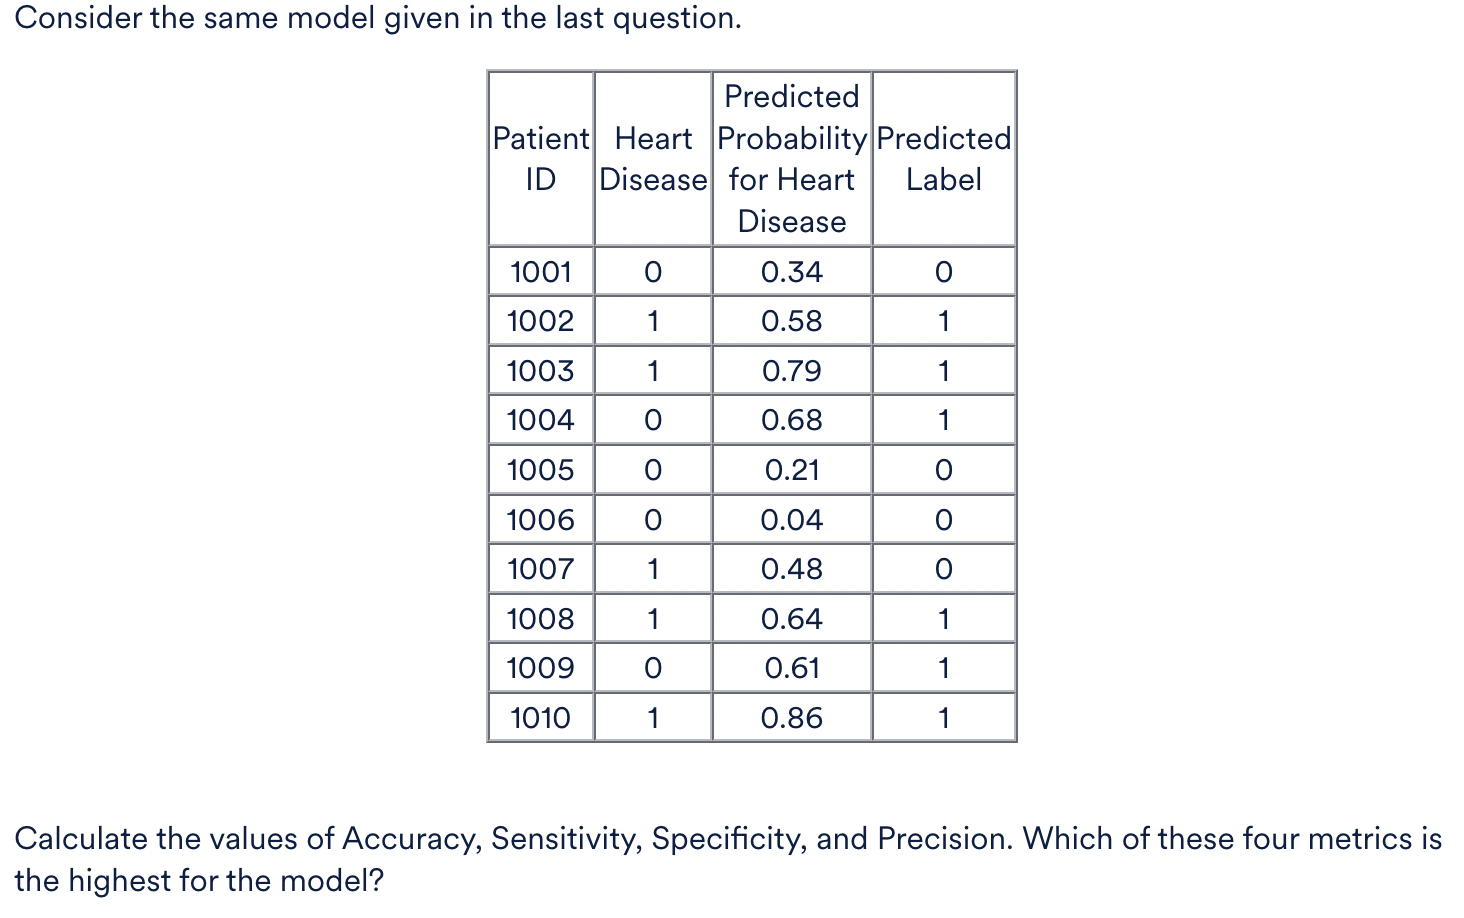 Consider the same model given in the last question.
Patient ID	Heart Disease	Predicted Probability for Heart Disease	Predicted Label
1001	0	0.34	0
1002	1	0.58	1
1003	1	0.79	1
1004	0	0.68	1
1005	0	0.21	0
1006	0	0.04	0
1007	1	0.48	0
1008	1	0.64	1
1009	0	0.61	1
1010	1	0.86	1
Calculate the values of Accuracy, Sensitivity, Specificity, and Precision. Which of these four metrics is
the highest for the model?